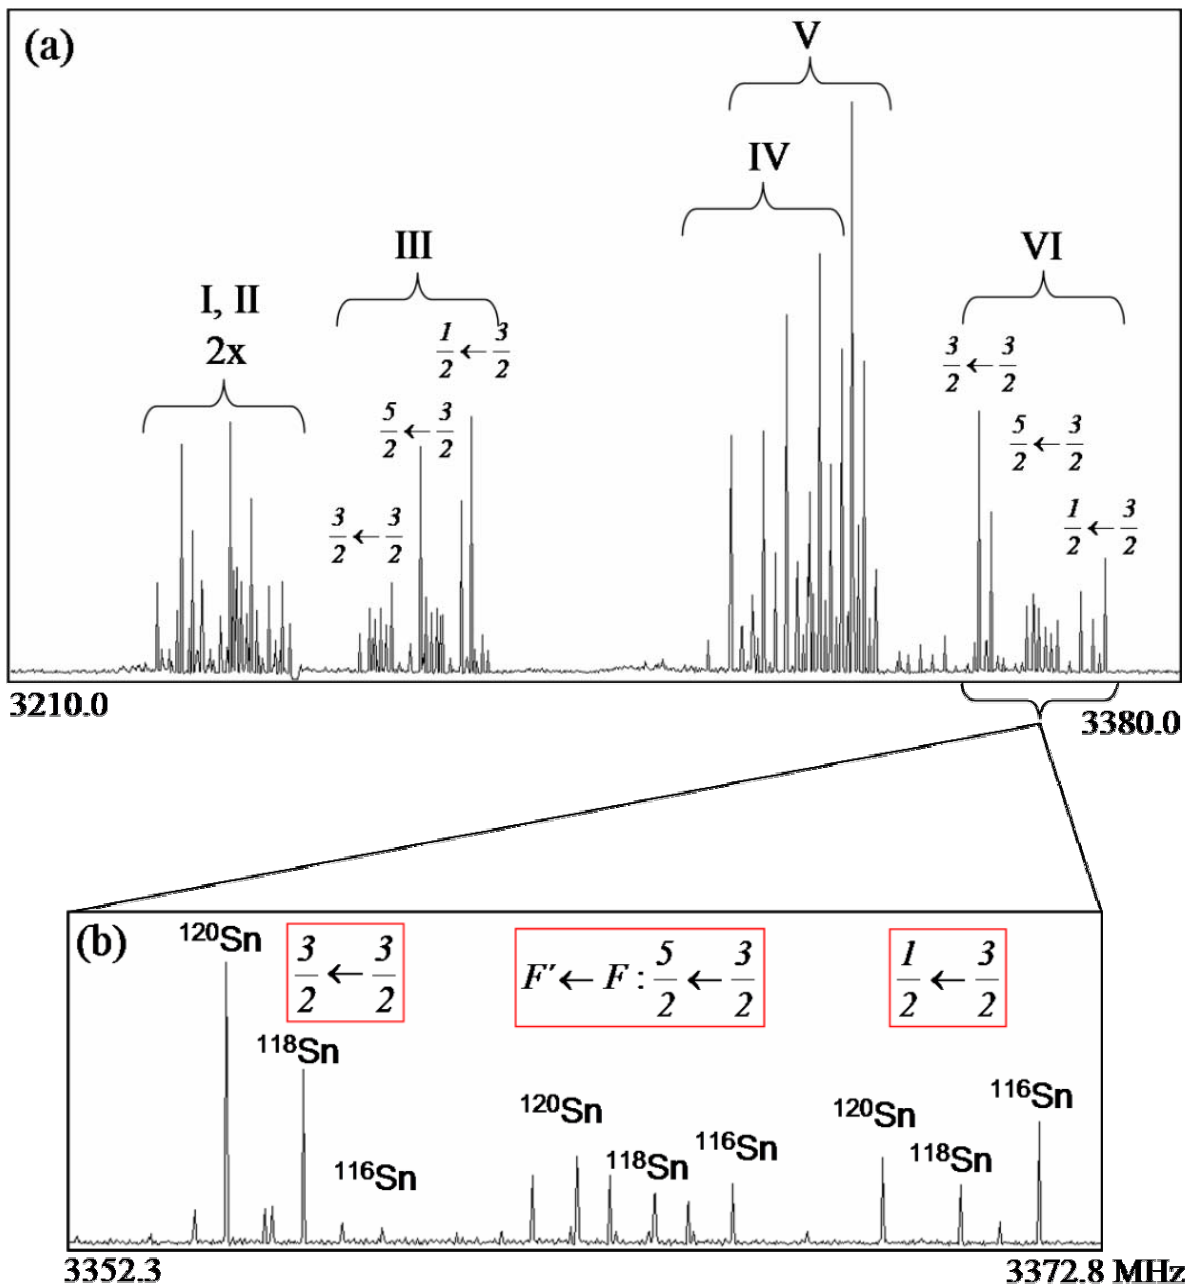 (a)
V
IV
III
VI
I, II
2x
1/2 ← 3/2
5/2 ← 3/2
3/2 ← 3/2
3/2 ← 3/2
5/2 ← 3/2
1/2 ← 3/2
3210.0
3380.0
(b)
¹²⁰Sn
3/2 ← 3/2
F′ ← F : 5/2 ← 3/2
1/2 ← 3/2
¹¹⁸Sn
¹¹⁶Sn
¹²⁰Sn
¹¹⁸Sn
¹¹⁶Sn
¹²⁰Sn
¹¹⁸Sn
¹¹⁶Sn
3352.3
3372.8 MHz